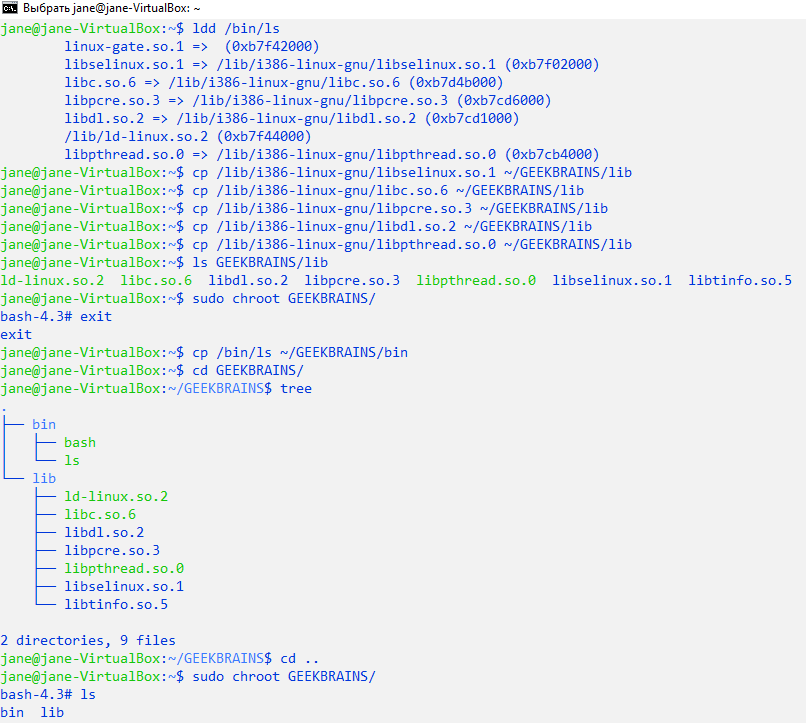 Выбрать jane@jane-VirtualBox: ~
jane@jane-VirtualBox:~$ ldd /bin/ls
        linux-gate.so.1 =>  (0xb7f42000)
        libselinux.so.1 => /lib/i386-linux-gnu/libselinux.so.1 (0xb7f02000)
        libc.so.6 => /lib/i386-linux-gnu/libc.so.6 (0xb7d4b000)
        libpcre.so.3 => /lib/i386-linux-gnu/libpcre.so.3 (0xb7cd6000)
        libdl.so.2 => /lib/i386-linux-gnu/libdl.so.2 (0xb7cd1000)
        /lib/ld-linux.so.2 (0xb7f44000)
        libpthread.so.0 => /lib/i386-linux-gnu/libpthread.so.0 (0xb7cb4000)
jane@jane-VirtualBox:~$ cp /lib/i386-linux-gnu/libselinux.so.1 ~/GEEKBRAINS/lib
jane@jane-VirtualBox:~$ cp /lib/i386-linux-gnu/libc.so.6 ~/GEEKBRAINS/lib
jane@jane-VirtualBox:~$ cp /lib/i386-linux-gnu/libpcre.so.3 ~/GEEKBRAINS/lib
jane@jane-VirtualBox:~$ cp /lib/i386-linux-gnu/libdl.so.2 ~/GEEKBRAINS/lib
jane@jane-VirtualBox:~$ cp /lib/i386-linux-gnu/libpthread.so.0 ~/GEEKBRAINS/lib
jane@jane-VirtualBox:~$ ls GEEKBRAINS/lib
ld-linux.so.2  libc.so.6  libdl.so.2  libpcre.so.3  libpthread.so.0  libselinux.so.1  libtinfo.so.5
jane@jane-VirtualBox:~$ sudo chroot GEEKBRAINS/
bash-4.3# exit
exit
jane@jane-VirtualBox:~$ cp /bin/ls ~/GEEKBRAINS/bin
jane@jane-VirtualBox:~$ cd GEEKBRAINS/
jane@jane-VirtualBox:~/GEEKBRAINS$ tree
.
├── bin
│   ├── bash
│   └── ls
└── lib
    ├── ld-linux.so.2
    ├── libc.so.6
    ├── libdl.so.2
    ├── libpcre.so.3
    ├── libpthread.so.0
    ├── libselinux.so.1
    └── libtinfo.so.5

2 directories, 9 files
jane@jane-VirtualBox:~/GEEKBRAINS$ cd ..
jane@jane-VirtualBox:~$ sudo chroot GEEKBRAINS/
bash-4.3# ls
bin  lib